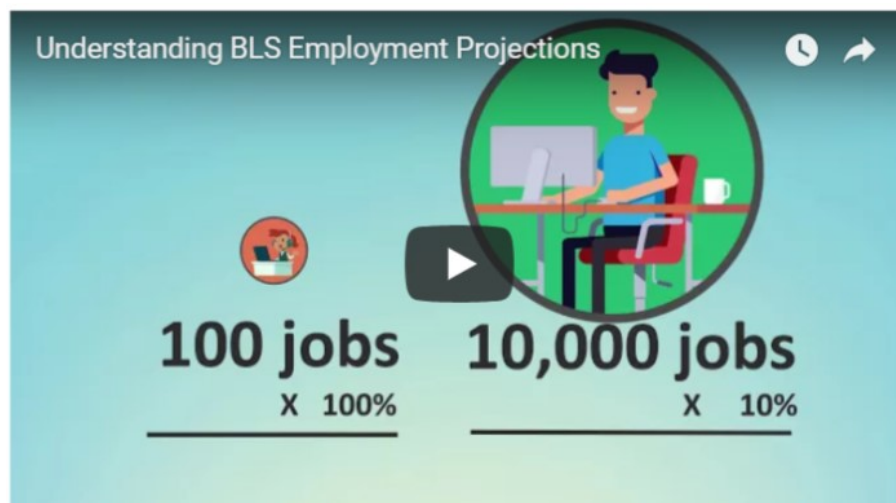 Understanding BLS Employment Projections
100 jobs
X 100%
10,000 jobs
X 10%